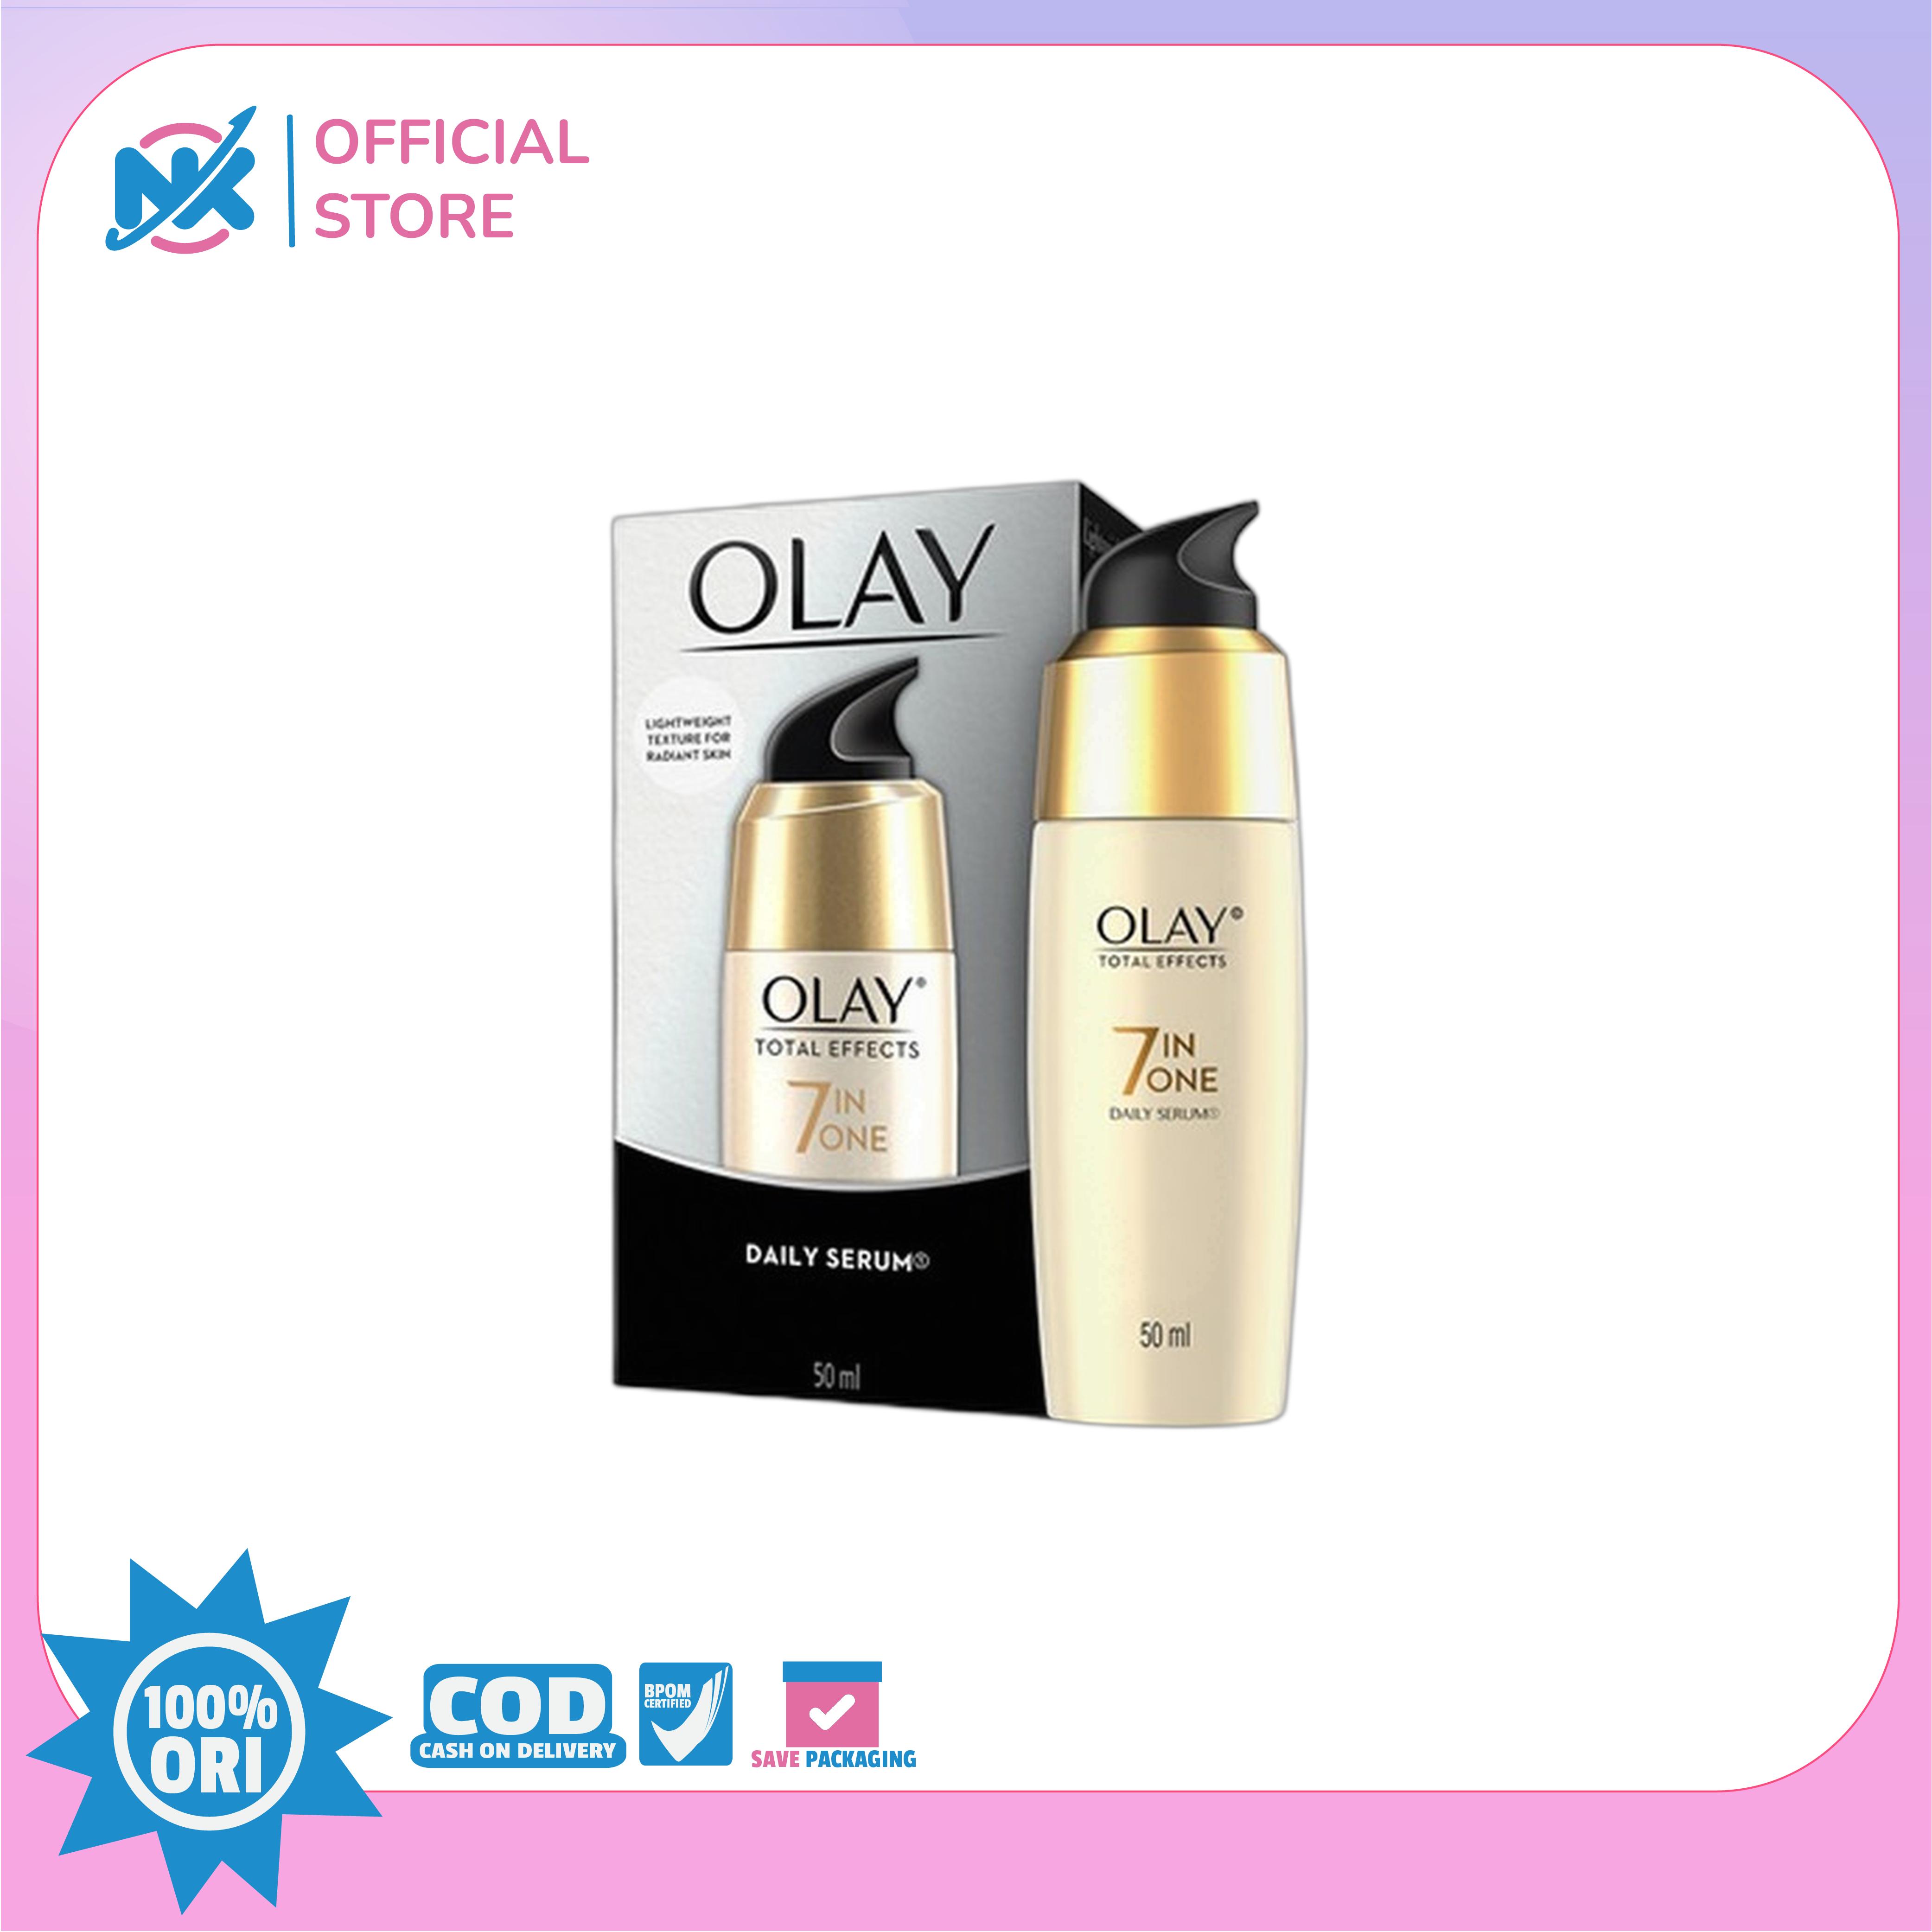 NK
OFFICIAL
STORE
OLAY
LIGHTWEIGHT
TEXTURE FOR
RADIANT SKIN
OLAY®
TOTAL EFFECTS
7 IN
ONE
DAILY SERUM
50 ml
OLAY®
TOTAL EFFECTS
7 IN
ONE
DAILY SERUM
50 ml
100%
ORI
COD
CASH ON DELIVERY
BPOM
CERTIFIED
SAVE PACKAGING